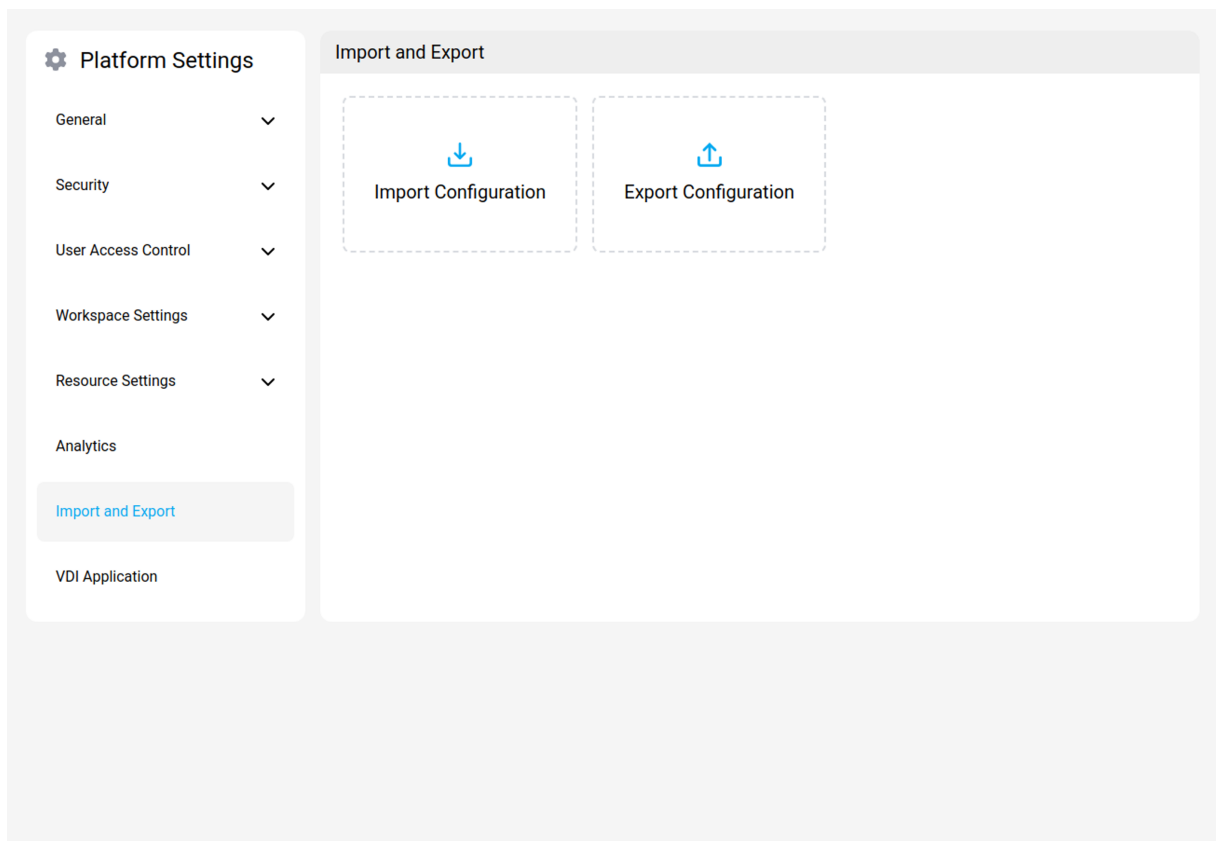 Platform Settings
General
Security
User Access Control
Workspace Settings
Resource Settings
Analytics
Import and Export
VDI Application
Import and Export
Import Configuration
Export Configuration